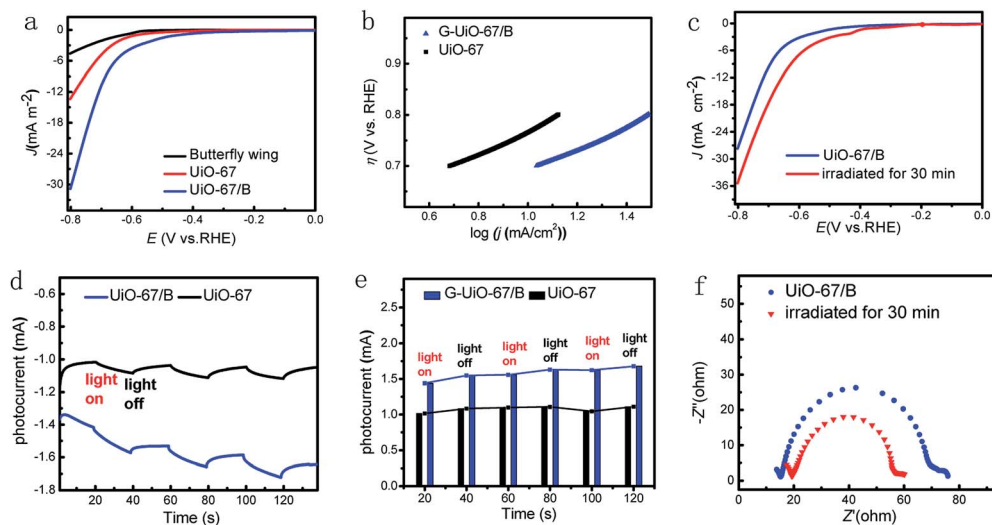 a
J(mA m⁻²)
0
-6
-12
-18
-24
-30
Butterfly wing
UiO-67
UiO-67/B
-0.8 -0.6 -0.4 -0.2 0.0
E (V vs.RHE)
b
η (V vs. RHE)
0.9
0.8
0.7
G-UiO-67/B
UiO-67
0.6 0.8 1.0 1.2 1.4
log (j (mA/cm²))
c
J (mA cm⁻²)
0
-6
-12
-18
-24
-30
-36
UiO-67/B
irradiated for 30 min
-0.8 -0.6 -0.4 -0.2 0.0
E(V vs.RHE)
d
photocurrent (mA)
-0.6
-0.8
-1.0
-1.2
-1.4
-1.6
-1.8
UiO-67/B UiO-67
light light
on off
0 20 40 60 80 100 120
Time (s)
e
photocurrent (mA)
2.5
2.0
1.5
1.0
0.5
0.0
G-UiO-67/B UiO-67
light on
light off
light on
light off
light on
light off
20 40 60 80 100 120
Time (s)
f
-Z''(ohm)
50
40
30
20
10
0
UiO-67/B
irradiated for 30 min
0 20 40 60 80
Z'(ohm)